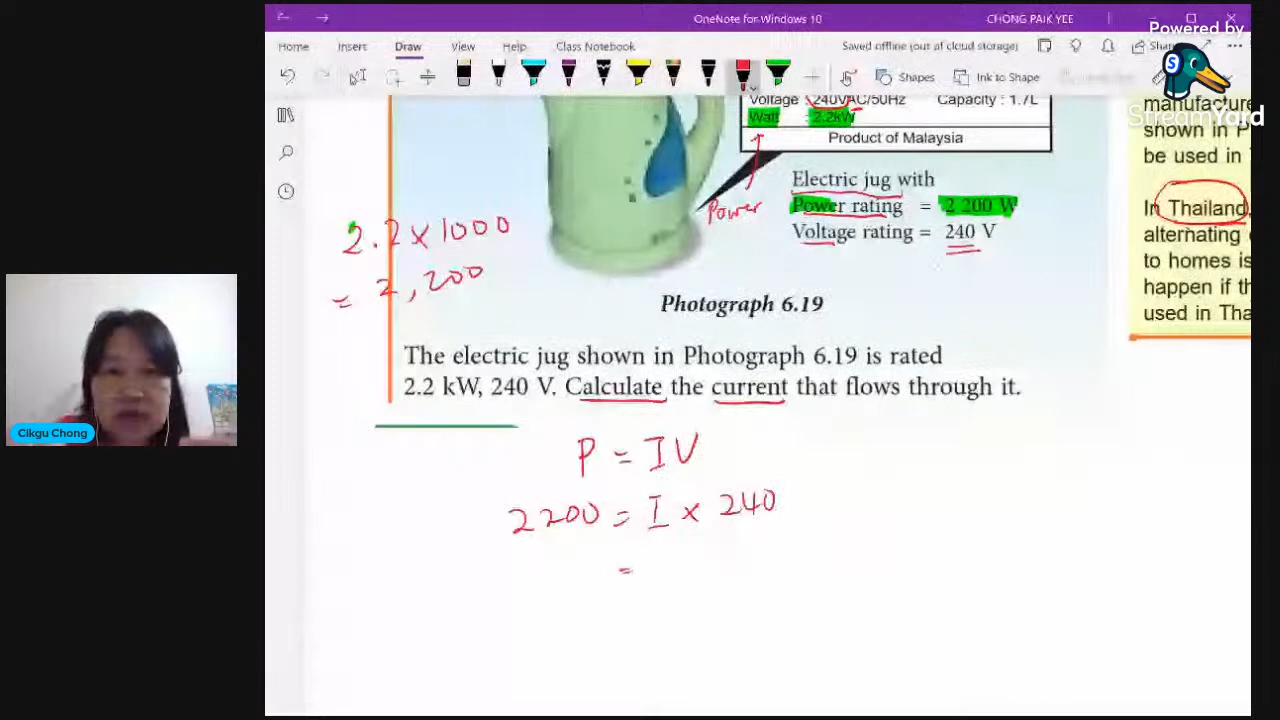 OneNote for Windows 10
CHONG PAIK YEE
Powered by
StreamYard
Home Insert Draw View Help Class Notebook
Saved offline (out of cloud storage)
Share
Shapes
Ink to Shape
Voltage : 240VAC/50Hz Capacity : 1.7L
Watt : 2.2kW
Product of Malaysia
Electric jug with
Power rating = 2 200 W
Voltage rating = 240 V
Power
2.2 x 1000
= 2,200
Photograph 6.19
The electric jug shown in Photograph 6.19 is rated
2.2 kW, 240 V. Calculate the current that flows through it.
P = IV
2200 = I x 240
=
manufacture
shown in P
be used in
In Thailand,
alternating
to homes is
happen if th
used in Tha
Cikgu Chong